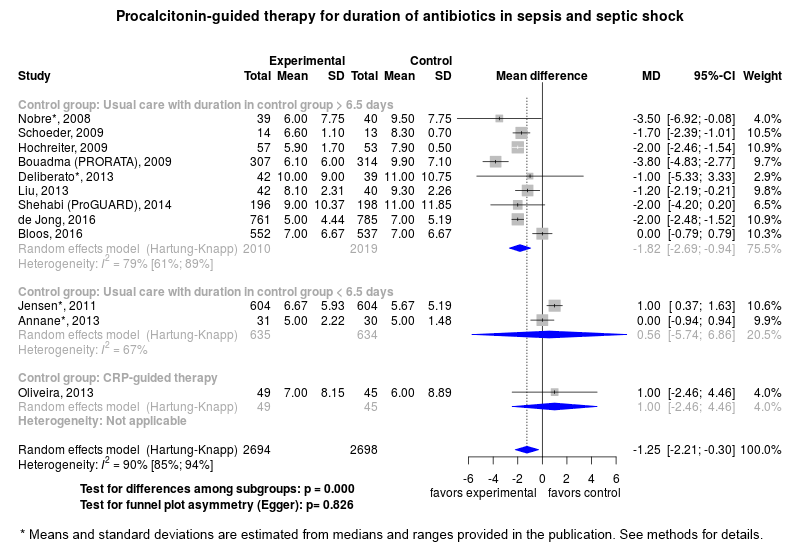 Procalcitonin-guided therapy for duration of antibiotics in sepsis and septic shock
Experimental Control
Study Total Mean SD Total Mean SD Mean difference MD 95%-CI Weight
Control group: Usual care with duration in control group > 6.5 days
Nobre*, 2008 39 6.00 7.75 40 9.50 7.75 -3.50 [-6.92; -0.08] 4.0%
Schoeder, 2009 14 6.60 1.10 13 8.30 0.70 -1.70 [-2.39; -1.01] 10.5%
Hochreiter, 2009 57 5.90 1.70 53 7.90 0.50 -2.00 [-2.46; -1.54] 10.9%
Bouadma (PRORATA), 2009 307 6.10 6.00 314 9.90 7.10 -3.80 [-4.83; -2.77] 9.7%
Deliberato*, 2013 42 10.00 9.00 39 11.00 10.75 -1.00 [-5.33; 3.33] 2.9%
Liu, 2013 42 8.10 2.31 40 9.30 2.26 -1.20 [-2.19; -0.21] 9.8%
Shehabi (ProGUARD), 2014 196 9.00 10.37 198 11.00 11.85 -2.00 [-4.20; 0.20] 6.5%
de Jong, 2016 761 5.00 4.44 785 7.00 5.19 -2.00 [-2.48; -1.52] 10.9%
Bloos, 2016 552 7.00 6.67 537 7.00 6.67 0.00 [-0.79; 0.79] 10.3%
Random effects model (Hartung-Knapp) 2010 2019 -1.82 [-2.69; -0.94] 75.5%
Heterogeneity: I² = 79% [61%; 89%]
Control group: Usual care with duration in control group < 6.5 days
Jensen*, 2011 604 6.67 5.93 604 5.67 5.19 1.00 [ 0.37; 1.63] 10.6%
Annane*, 2013 31 5.00 2.22 30 5.00 1.48 0.00 [-0.94; 0.94] 9.9%
Random effects model (Hartung-Knapp) 635 634 0.56 [-5.74; 6.86] 20.5%
Heterogeneity: I² = 67%
Control group: CRP-guided therapy
Oliveira, 2013 49 7.00 8.15 45 6.00 8.89 1.00 [-2.46; 4.46] 4.0%
Random effects model (Hartung-Knapp) 49 45 1.00 [-2.46; 4.46] 4.0%
Heterogeneity: Not applicable
Random effects model (Hartung-Knapp) 2694 2698 -1.25 [-2.21; -0.30] 100.0%
Heterogeneity: I² = 90% [85%; 94%]
-6 -4 -2 0 2 4 6
favors experimental favors control
Test for differences among subgroups: p = 0.000
Test for funnel plot asymmetry (Egger): p= 0.826
* Means and standard deviations are estimated from medians and ranges provided in the publication. See methods for details.